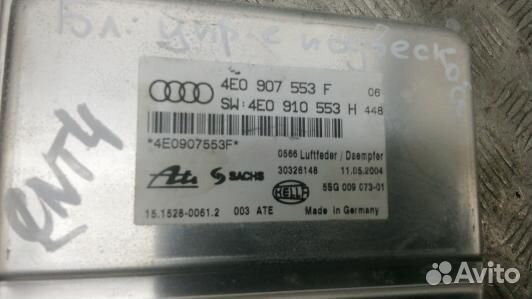 Бл. упр с подвеской
4E0 907 553 F 06
SW: 4E0 910 553 H 448
*4E0907553F*
0566 Luftfeder / Daempfer
30326146 11.05.2004
Ate SACHS HELLA 5SG 009 073-01
15.1528-0061.2 003 ATE Made in Germany
Avito